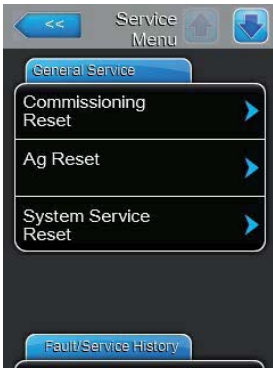 <<
Service
Menu
General Service
Commissioning
Reset
Ag Reset
System Service
Reset
Fault/Service History